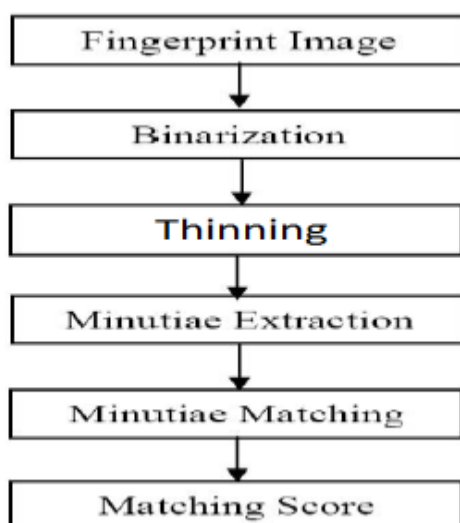 Fingerprint Image
Binarization
Thinning
Minutiae Extraction
Minutiae Matching
Matching Score